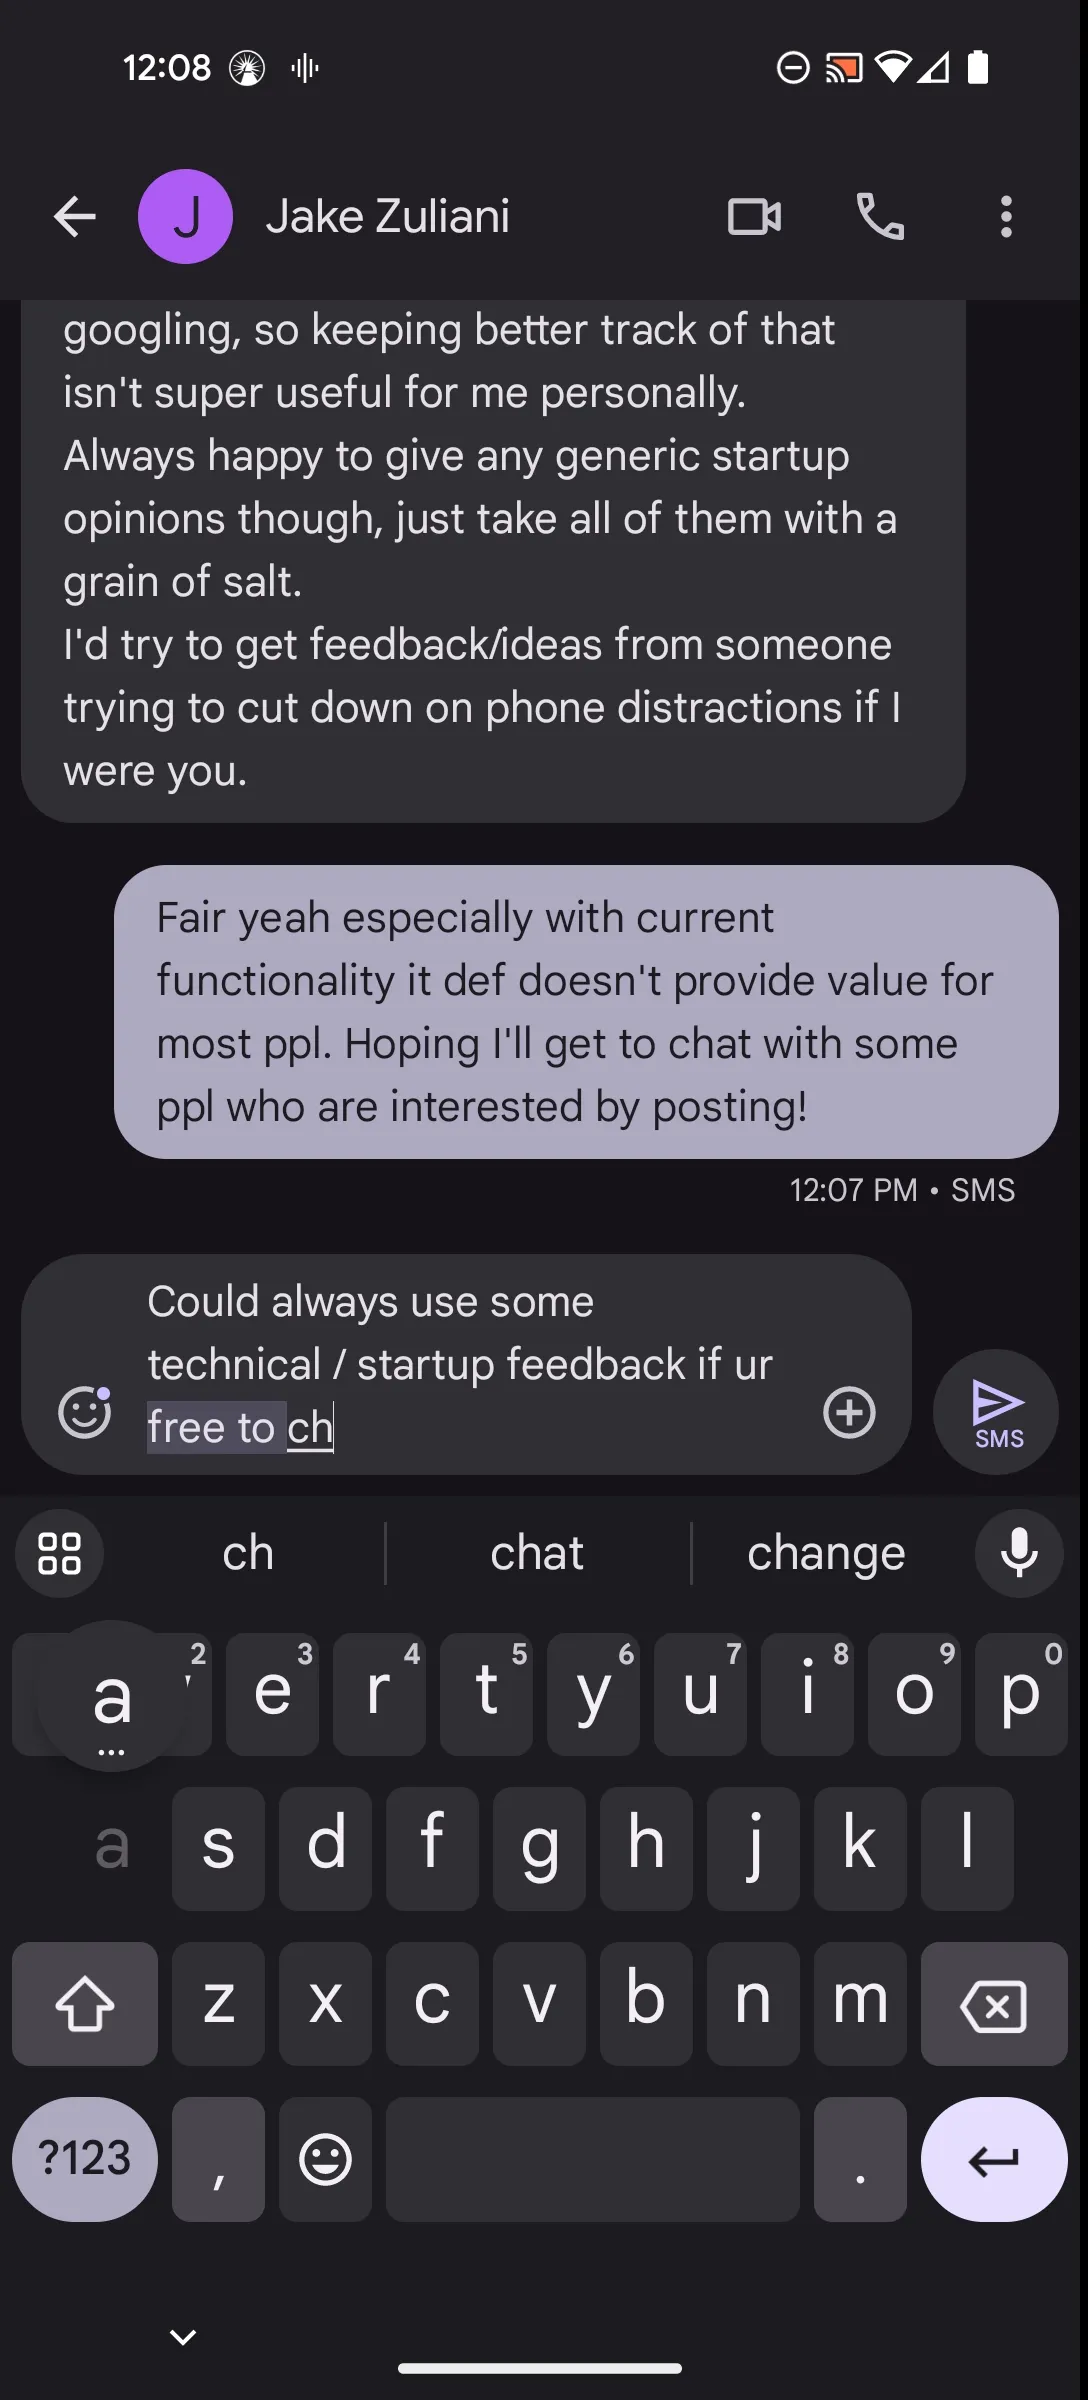 12:08
J Jake Zuliani
googling, so keeping better track of that
isn't super useful for me personally.
Always happy to give any generic startup
opinions though, just take all of them with a
grain of salt.
I'd try to get feedback/ideas from someone
trying to cut down on phone distractions if I
were you.
Fair yeah especially with current
functionality it def doesn't provide value for
most ppl. Hoping I'll get to chat with some
ppl who are interested by posting!
12:07 PM • SMS
Could always use some
technical / startup feedback if ur
free to ch
SMS
ch chat change
a 2 e 3 r 4 t 5 y 6 u 7 i 8 o 9 p 0
a s d f g h j k l
z x c v b n m
?123 , .